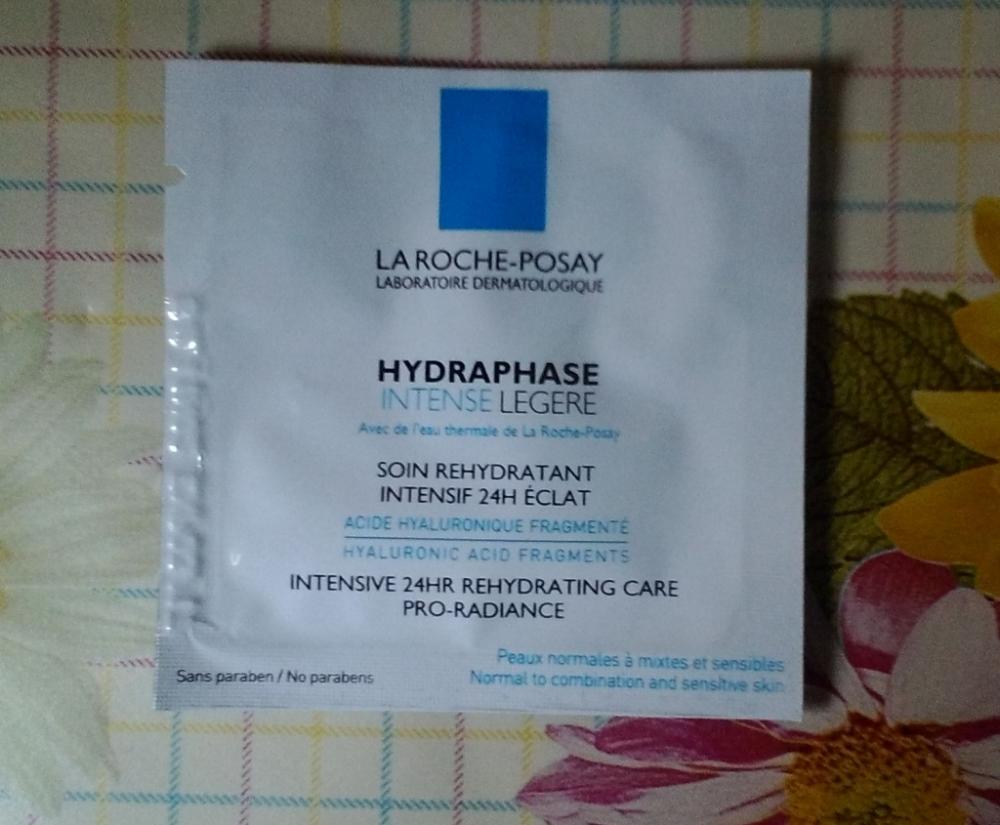 LA ROCHE-POSAY
LABORATOIRE DERMATOLOGIQUE
HYDRAPHASE
INTENSE LEGERE
Avec de l'eau thermale de La Roche-Posay
SOIN REHYDRATANT
INTENSIF 24H ÉCLAT
ACIDE HYALURONIQUE FRAGMENTÉ
HYALURONIC ACID FRAGMENTS
INTENSIVE 24HR REHYDRATING CARE
PRO-RADIANCE
Peaux normales à mixtes et sensibles
Normal to combination and sensitive skin
Sans paraben / No parabens